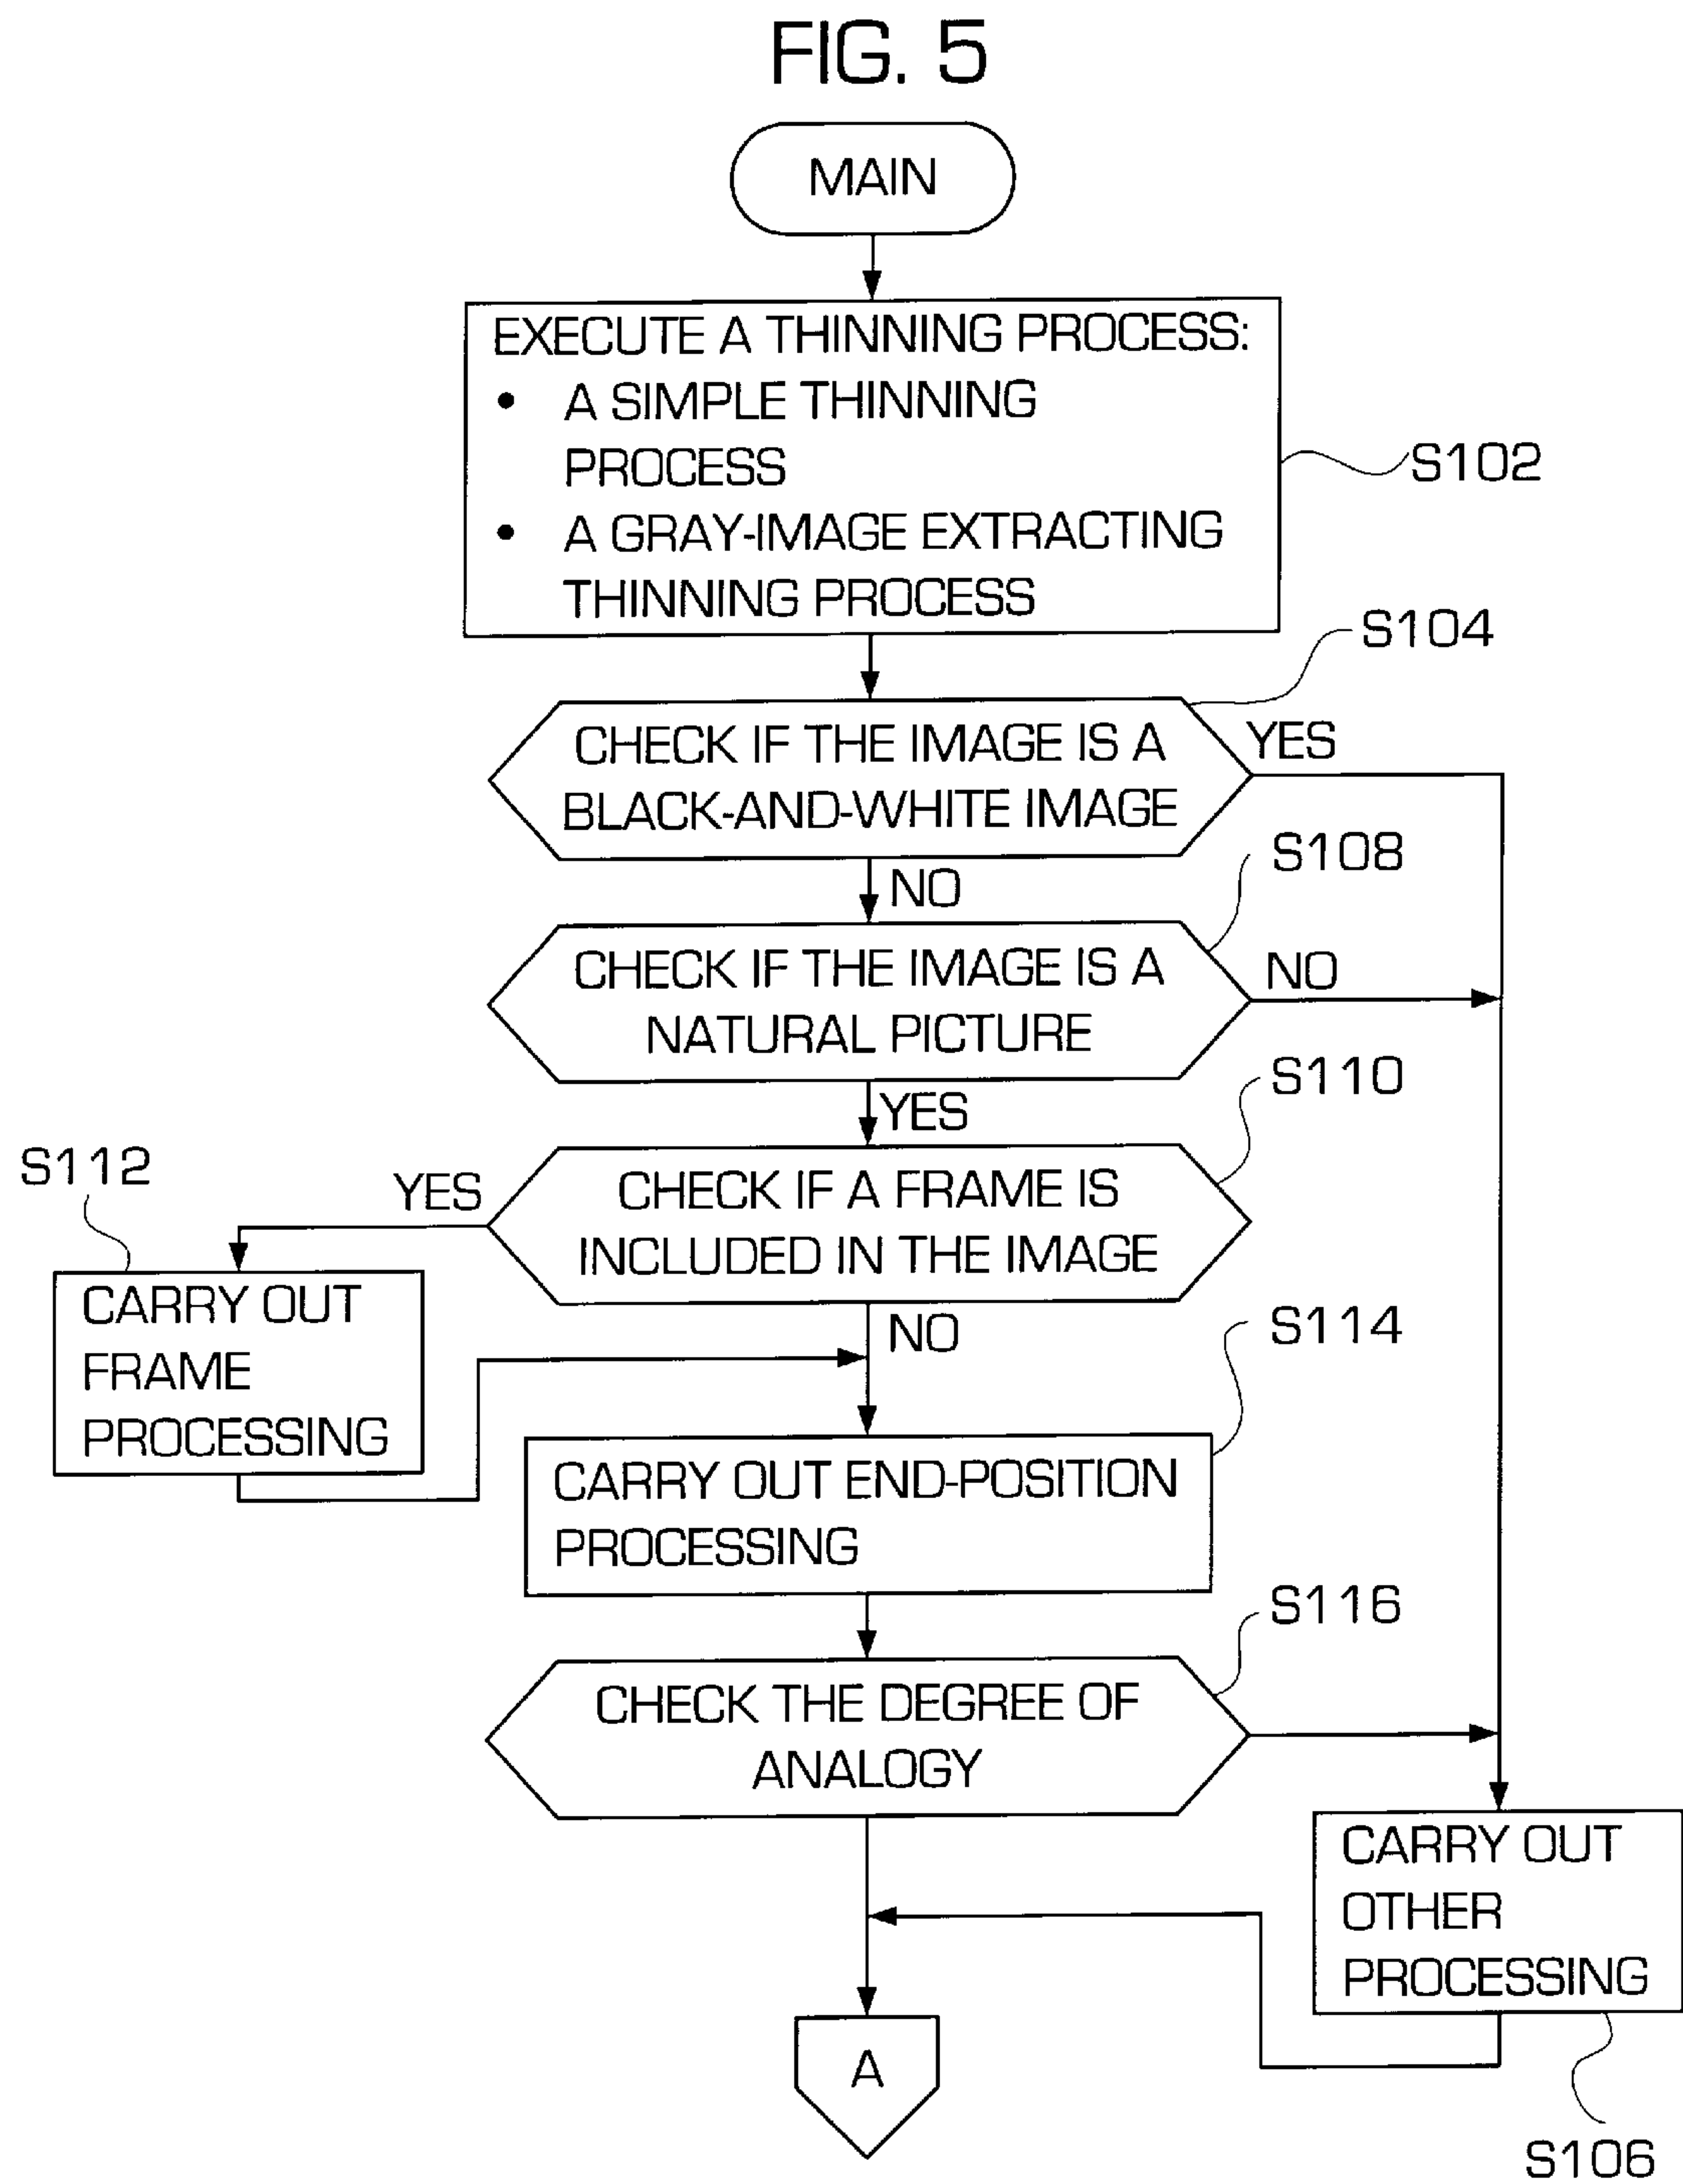 FIG. 5
MAIN
EXECUTE A THINNING PROCESS:
• A SIMPLE THINNING
PROCESS
• A GRAY-IMAGE EXTRACTING
THINNING PROCESS
S102
S104
CHECK IF THE IMAGE IS A
BLACK-AND-WHITE IMAGE
YES
NO
S108
CHECK IF THE IMAGE IS A
NATURAL PICTURE
NO
YES
S110
CHECK IF A FRAME IS
INCLUDED IN THE IMAGE
YES
S112
CARRY OUT
FRAME
PROCESSING
NO
S114
CARRY OUT END-POSITION
PROCESSING
S116
CHECK THE DEGREE OF
ANALOGY
CARRY OUT
OTHER
PROCESSING
A
S106